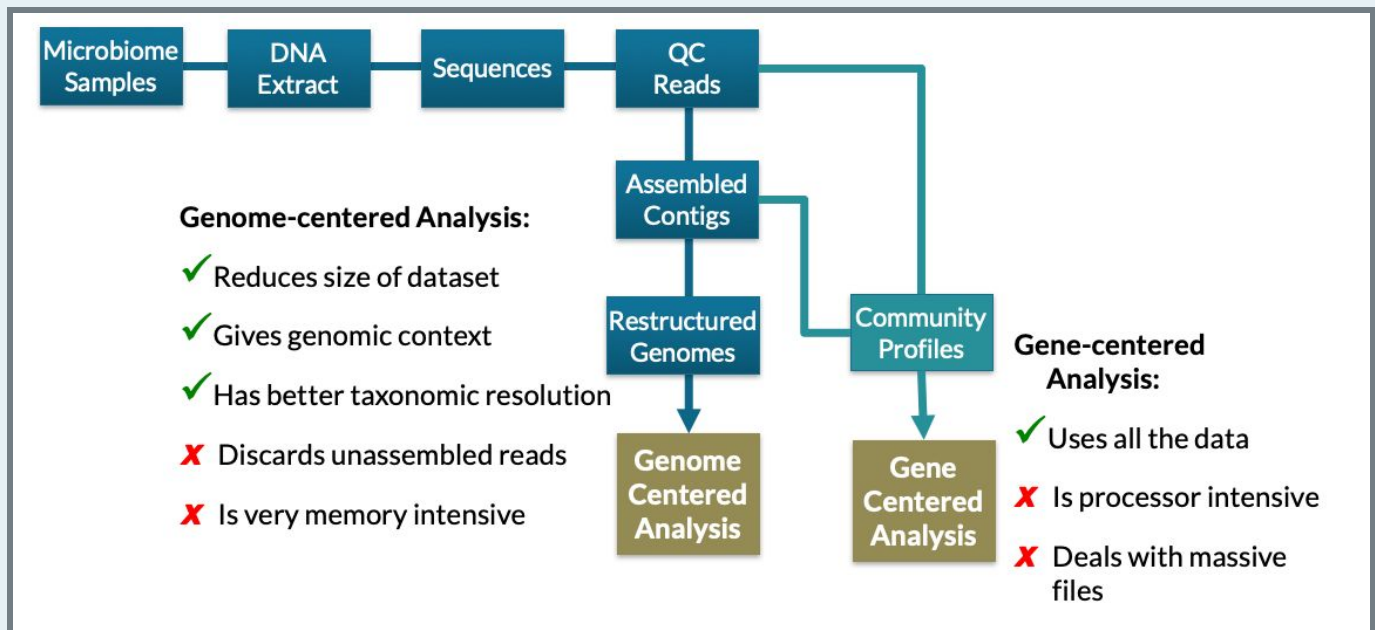 Microbiome
Samples
DNA
Extract
Sequences
QC
Reads
Assembled
Contigs
Genome-centered Analysis:
✓Reduces size of dataset
✓Gives genomic context
✓Has better taxonomic resolution
x Discards unassembled reads
x Is very memory intensive
Restructured
Genomes
Community
Profiles
Genome
Centered
Analysis
Gene
Centered
Analysis
Gene-centered
Analysis:
✓Uses all the data
x Is processor intensive
x Deals with massive
files